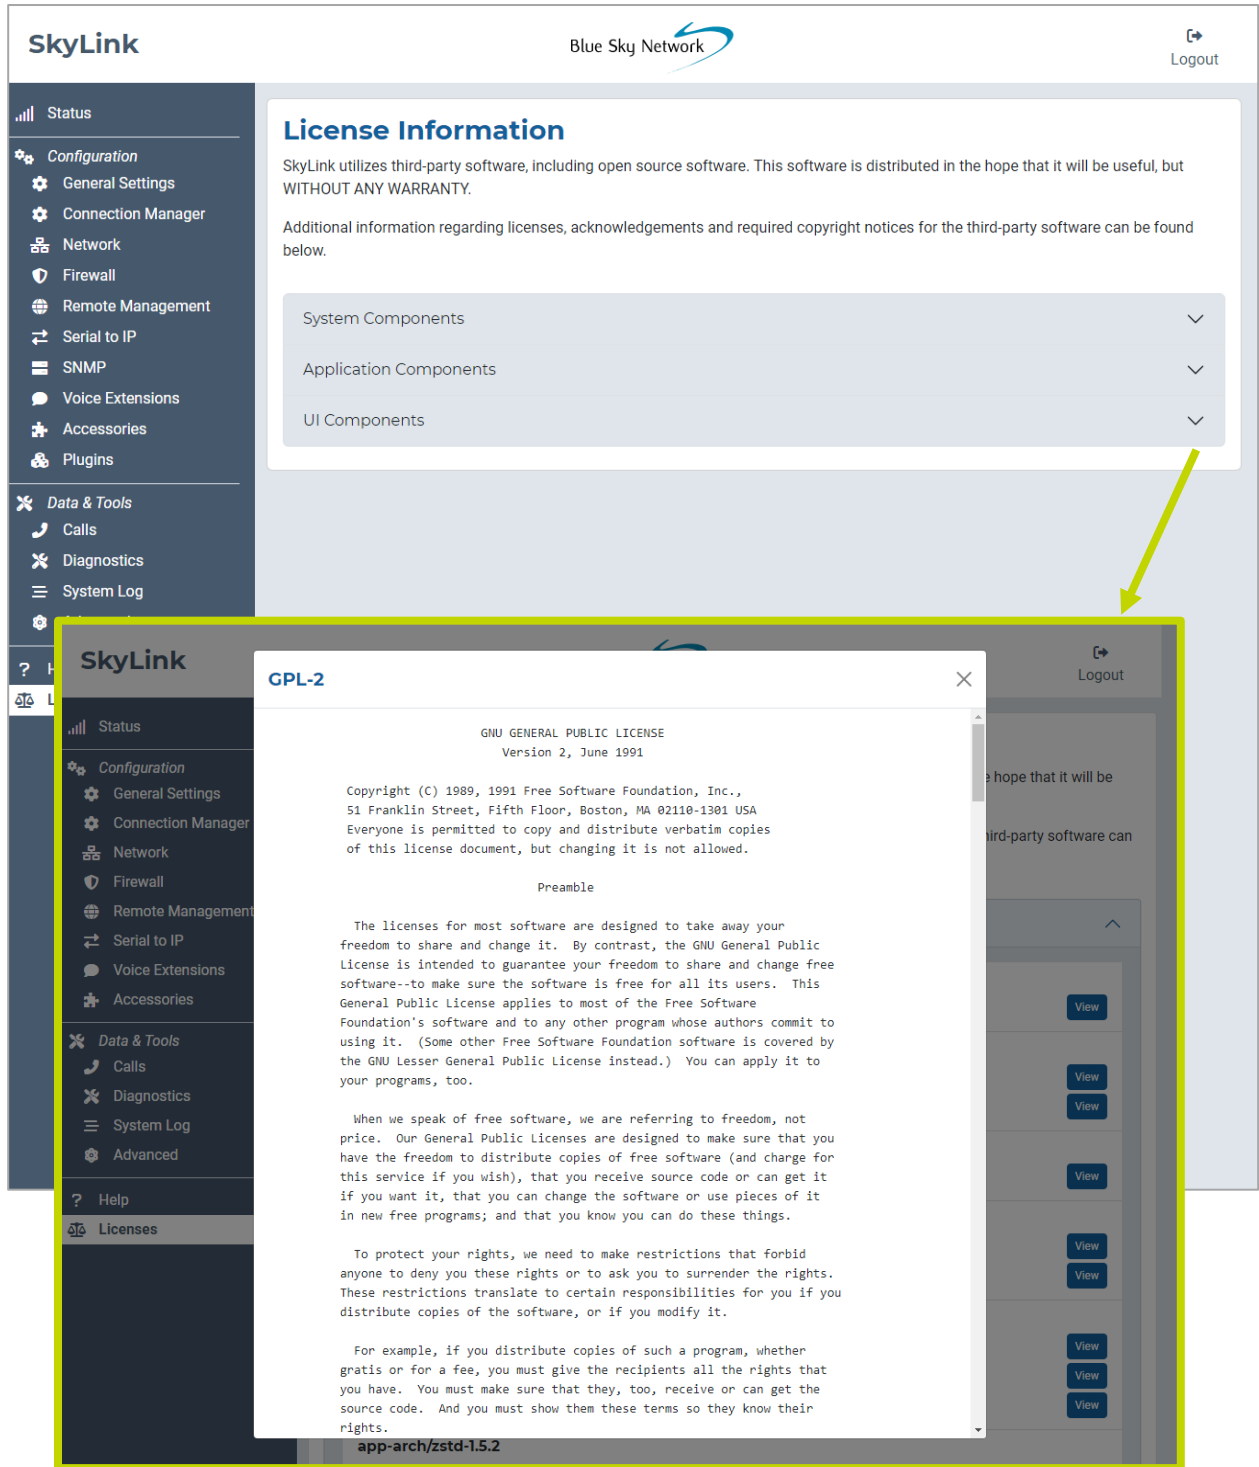 SkyLink
Blue Sky Network
Logout
Status
Configuration
General Settings
Connection Manager
Network
Firewall
Remote Management
Serial to IP
SNMP
Voice Extensions
Accessories
Plugins
Data & Tools
Calls
Diagnostics
System Log
License Information
SkyLink utilizes third-party software, including open source software. This software is distributed in the hope that it will be useful, but
WITHOUT ANY WARRANTY.
Additional information regarding licenses, acknowledgements and required copyright notices for the third-party software can be found
below.
System Components
Application Components
UI Components
SkyLink
Logout
Status
Configuration
General Settings
Connection Manager
Network
Firewall
Remote Management
Serial to IP
Voice Extensions
Accessories
Data & Tools
Calls
Diagnostics
System Log
Advanced
Help
Licenses
GPL-2
GNU GENERAL PUBLIC LICENSE
Version 2, June 1991
Copyright (C) 1989, 1991 Free Software Foundation, Inc.,
51 Franklin Street, Fifth Floor, Boston, MA 02110-1301 USA
Everyone is permitted to copy and distribute verbatim copies
of this license document, but changing it is not allowed.
Preamble
The licenses for most software are designed to take away your
freedom to share and change it. By contrast, the GNU General Public
License is intended to guarantee your freedom to share and change free
software--to make sure the software is free for all its users. This
General Public License applies to most of the Free Software
Foundation's software and to any other program whose authors commit to
using it. (Some other Free Software Foundation software is covered by
the GNU Lesser General Public License instead.) You can apply it to
your programs, too.
When we speak of free software, we are referring to freedom, not
price. Our General Public Licenses are designed to make sure that you
have the freedom to distribute copies of free software (and charge for
this service if you wish), that you receive source code or can get it
if you want it, that you can change the software or use pieces of it
in new free programs; and that you know you can do these things.
To protect your rights, we need to make restrictions that forbid
anyone to deny you these rights or to ask you to surrender the rights.
These restrictions translate to certain responsibilities for you if you
distribute copies of the software, or if you modify it.
For example, if you distribute copies of such a program, whether
gratis or for a fee, you must give the recipients all the rights that
you have. You must make sure that they, too, receive or can get the
source code. And you must show them these terms so they know their
rights.
hope that it will be
third-party software can
View
View
View
View
View
View
View
View
View
app-arch/zstd-1.5.2